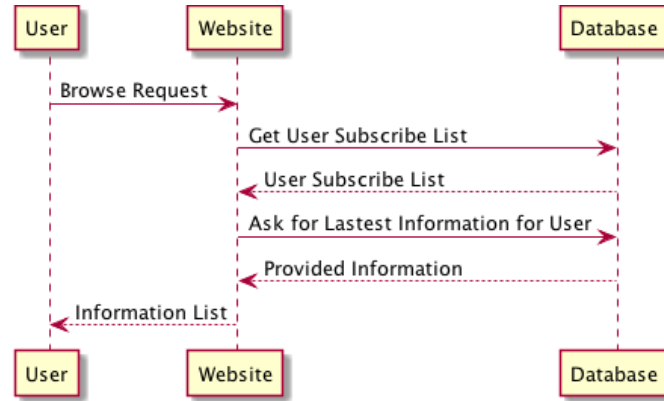 User Website Database
Browse Request
Get User Subscribe List
User Subscribe List
Ask for Lastest Information for User
Provided Information
Information List
User Website Database